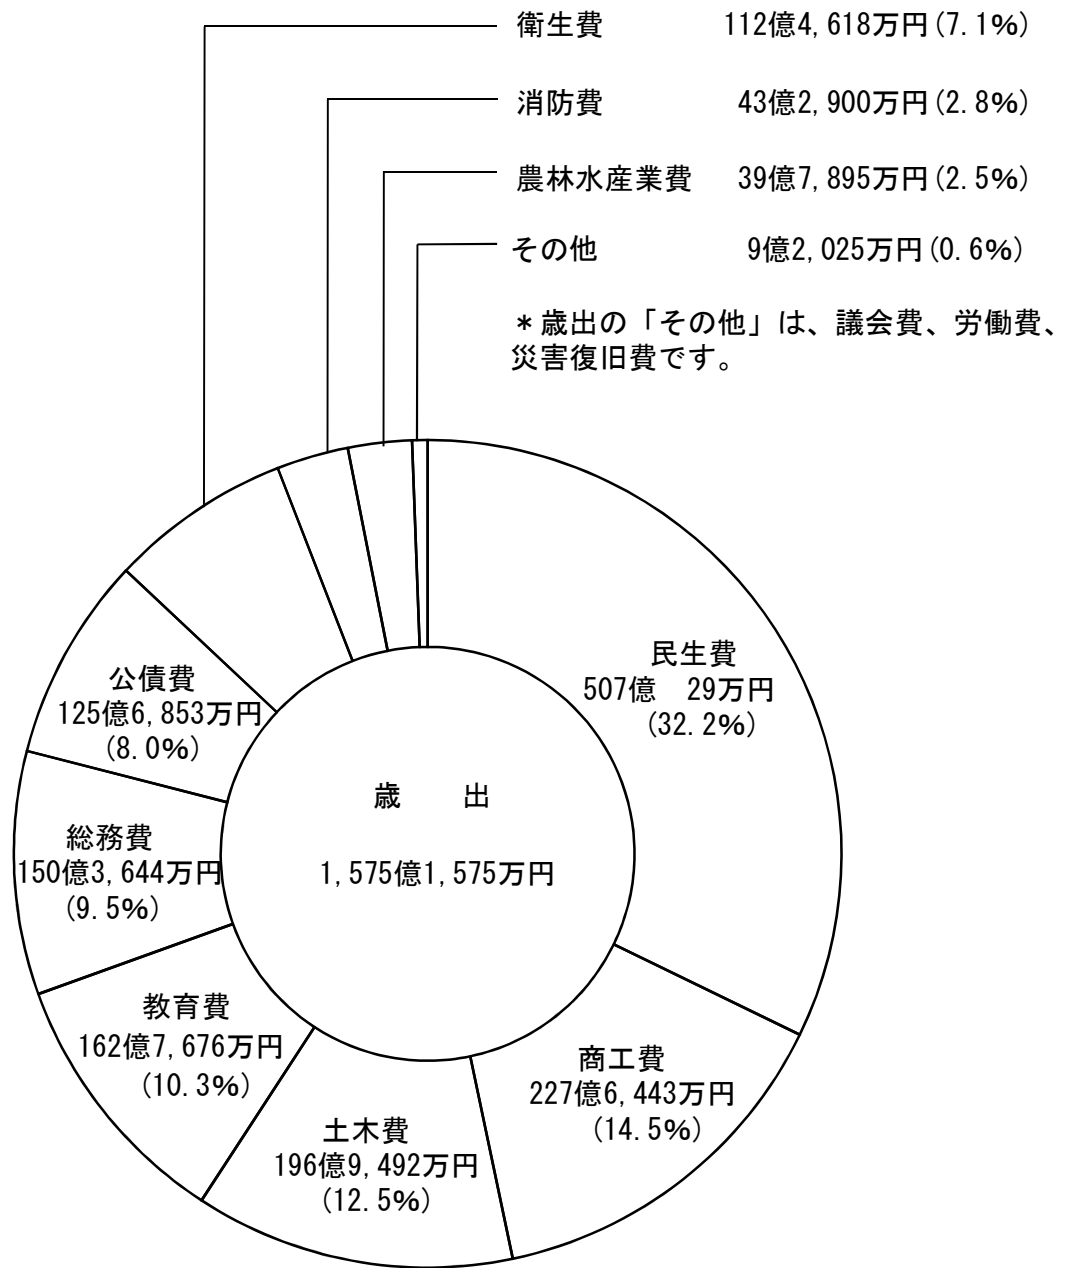 衛生費 112億4,618万円(7.1%)
消防費 43億2,900万円(2.8%)
農林水産業費 39億7,895万円(2.5%)
その他 9億2,025万円(0.6%)
＊歳出の「その他」は、議会費、労働費、
災害復旧費です。
民生費
507億　29万円
(32.2%)
公債費
125億6,853万円
(8.0%)
歳　　出
1,575億1,575万円
総務費
150億3,644万円
(9.5%)
教育費
162億7,676万円
(10.3%)
商工費
227億6,443万円
(14.5%)
土木費
196億9,492万円
(12.5%)